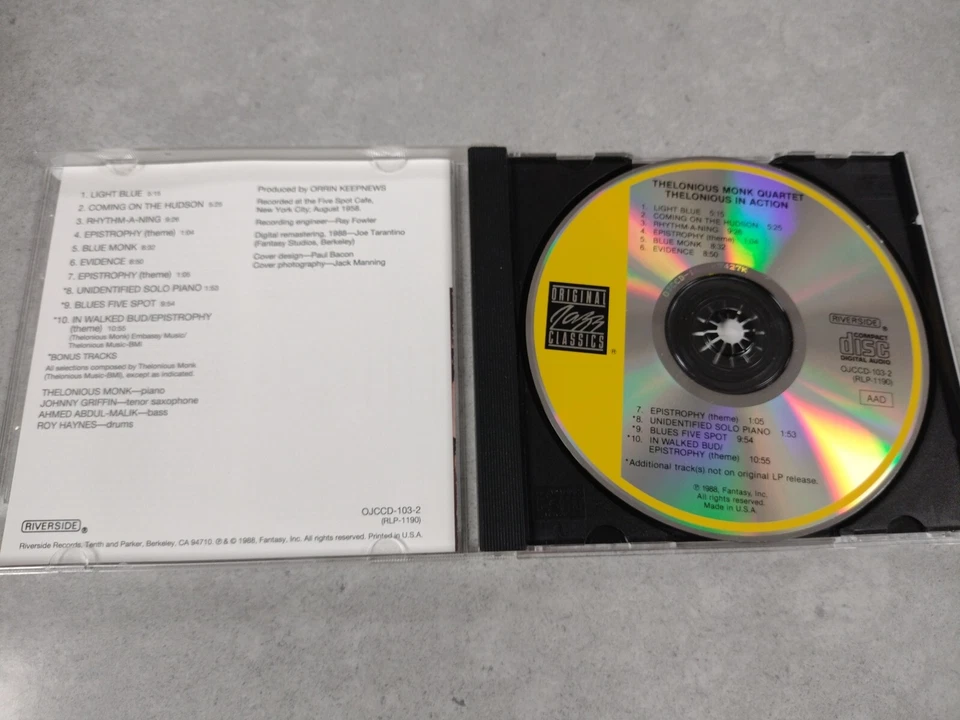 1. LIGHT BLUE 5:15
2. COMING ON THE HUDSON 5:25
3. RHYTHM-A-NING 9:28
4. EPISTROPHY (theme) 1:04
5. BLUE MONK 8:32
6. EVIDENCE 8:50
7. EPISTROPHY (theme) 1:05
*8. UNIDENTIFIED SOLO PIANO 1:53
*9. BLUES FIVE SPOT 9:54
*10. IN WALKED BUD/EPISTROPHY
(theme) 10:55
(Thelonious Monk) Embassy Music/
Thelonious Music-BMI
*BONUS TRACKS
All selections composed by Thelonious Monk
(Thelonious Music-BMI), except as indicated.
THELONIOUS MONK—piano
JOHNNY GRIFFIN—tenor saxophone
AHMED ABDUL-MALIK—bass
ROY HAYNES—drums
Produced by ORRIN KEEPNEWS
Recorded at the Five Spot Cafe,
New York City; August 1958.
Recording engineer—Ray Fowler
Digital remastering, 1988—Joe Tarantino
(Fantasy Studios, Berkeley)
Cover design—Paul Bacon
Cover photography—Jack Manning
RIVERSIDE®
OJCCD-103-2
(RLP-1190)
Riverside Records, Tenth and Parker, Berkeley, CA 94710. ℗ & © 1988, Fantasy, Inc. All rights reserved. Printed in U.S.A.
THELONIOUS MONK QUARTET
THELONIOUS IN ACTION
1. LIGHT BLUE 5:15
2. COMING ON THE HUDSON 5:25
3. RHYTHM-A-NING 9:28
4. EPISTROPHY (theme) 1:04
5. BLUE MONK 8:32
6. EVIDENCE 8:50
ORIGINAL
Jazz
CLASSICS
®
RIVERSIDE®
COMPACT
disc
DIGITAL AUDIO
OJCCD-103-2
(RLP-1190)
AAD
7. EPISTROPHY (theme) 1:05
*8. UNIDENTIFIED SOLO PIANO 1:53
*9. BLUES FIVE SPOT 9:54
*10. IN WALKED BUD/
EPISTROPHY (theme) 10:55
*Additional track(s) not on original LP release.
℗ 1988, Fantasy, Inc.
All rights reserved.
Made in U.S.A.